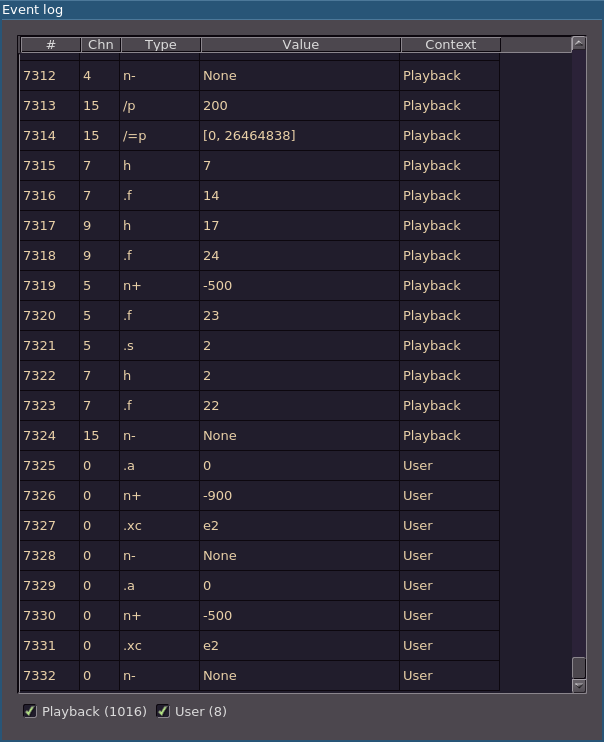 Event log
# Chn Type Value Context
7312 4 n- None Playback
7313 15 /p 200 Playback
7314 15 /=p [0, 26464838] Playback
7315 7 h 7 Playback
7316 7 .f 14 Playback
7317 9 h 17 Playback
7318 9 .f 24 Playback
7319 5 n+ -500 Playback
7320 5 .f 23 Playback
7321 5 .s 2 Playback
7322 7 h 2 Playback
7323 7 .f 22 Playback
7324 15 n- None Playback
7325 0 .a 0 User
7326 0 n+ -900 User
7327 0 .xc e2 User
7328 0 n- None User
7329 0 .a 0 User
7330 0 n+ -500 User
7331 0 .xc e2 User
7332 0 n- None User
Playback (1016) User (8)